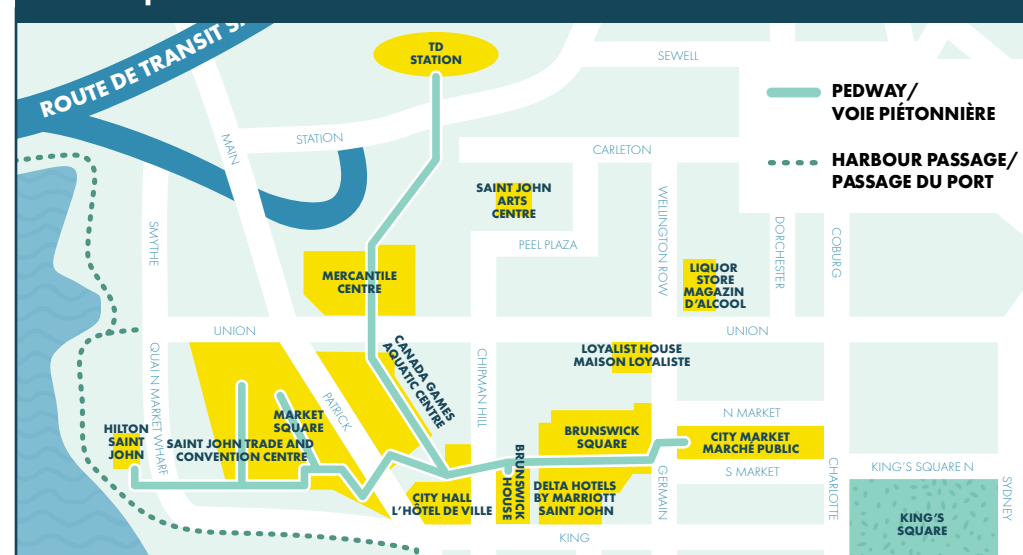 ROUTE DE TRANSIT
TD
STATION
SEWELL
PEDWAY/
VOIE PIÉTONNIÈRE
HARBOUR PASSAGE/
PASSAGE DU PORT
MAIN
STATION
CARLETON
SAINT JOHN
ARTS
CENTRE
SMYTHE
PEEL PLAZA
WELLINGTON ROW
DORCHESTER
COBURG
MERCANTILE
CENTRE
LIQUOR
STORE
MAGAZIN
D'ALCOOL
UNION
UNION
QUAI N MARKET WHARF
CANADA GAMES
AQUATIC CENTRE
CHIPMAN HILL
LOYALIST HOUSE
MAISON LOYALISTE
PATRICK
MARKET
SQUARE
N MARKET
HILTON
SAINT
JOHN
SAINT JOHN TRADE AND
CONVENTION CENTRE
BRUNSWICK
SQUARE
CITY MARKET
MARCHÉ PUBLIC
S MARKET
KING'S SQUARE N
BRUNSWICK
HOUSE
CITY HALL
L'HÔTEL DE VILLE
DELTA HOTELS
BY MARRIOTT
SAINT JOHN
GERMAIN
CHARLOTTE
SYDNEY
KING'S
SQUARE
KING